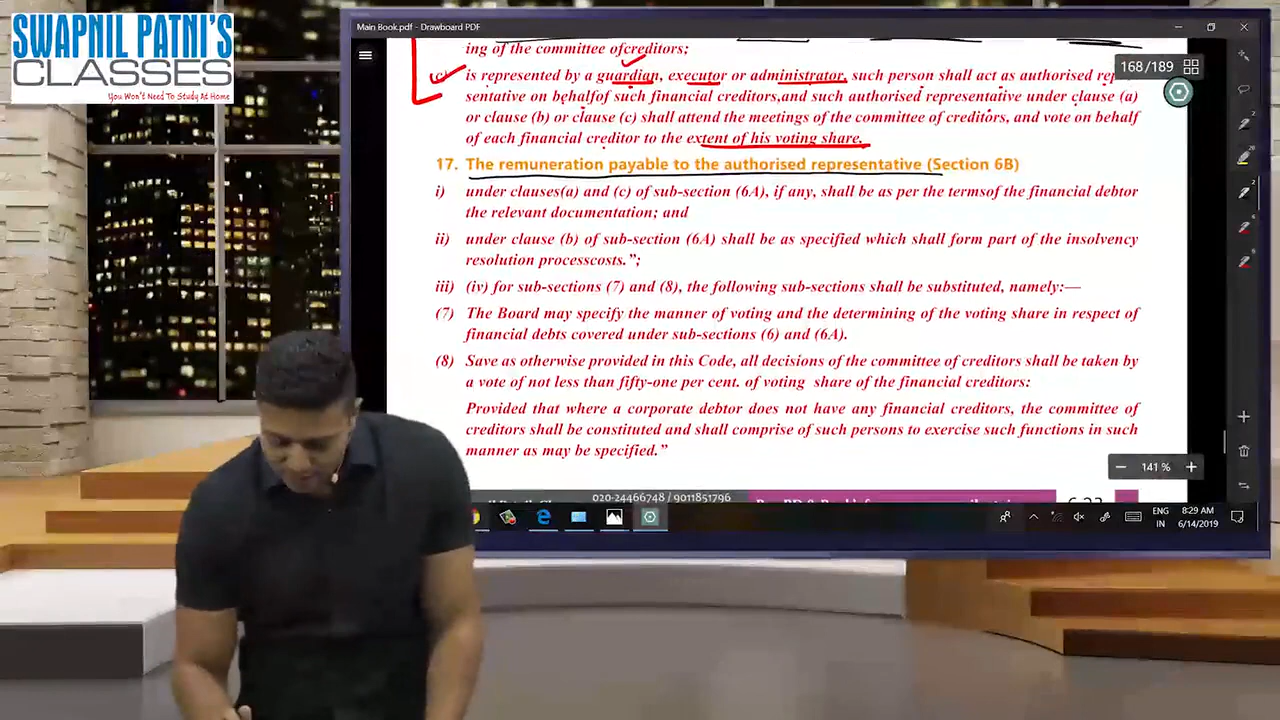 SWAPNIL PATNI'S
CLASSES
You Won't Need To Study At Home
Main Book.pdf - Drawboard PDF
168/189
ing of the committee ofcreditors;
(c) is represented by a guardian, executor or administrator, such person shall act as authorised
sentative on behalfof such financial creditors,and such authorised representative under clause (a)
or clause (b) or clause (c) shall attend the meetings of the committee of creditors, and vote on behalf
of each financial creditor to the extent of his voting share.
17. The remuneration payable to the authorised representative (Section 6B)
i) under clauses(a) and (c) of sub-section (6A), if any, shall be as per the termsof the financial debtor
the relevant documentation; and
ii) under clause (b) of sub-section (6A) shall be as specified which shall form part of the insolvency
resolution processcosts.”;
iii) (iv) for sub-sections (7) and (8), the following sub-sections shall be substituted, namely:—
(7) The Board may specify the manner of voting and the determining of the voting share in respect of
financial debts covered under sub-sections (6) and (6A).
(8) Save as otherwise provided in this Code, all decisions of the committee of creditors shall be taken by
a vote of not less than fifty-one per cent. of voting share of the financial creditors:
Provided that where a corporate debtor does not have any financial creditors, the committee of
creditors shall be constituted and shall comprise of such persons to exercise such functions in such
manner as may be specified.”
141 %
020-24466748 / 9011851796
ENG
IN
8:29 AM
6/14/2019